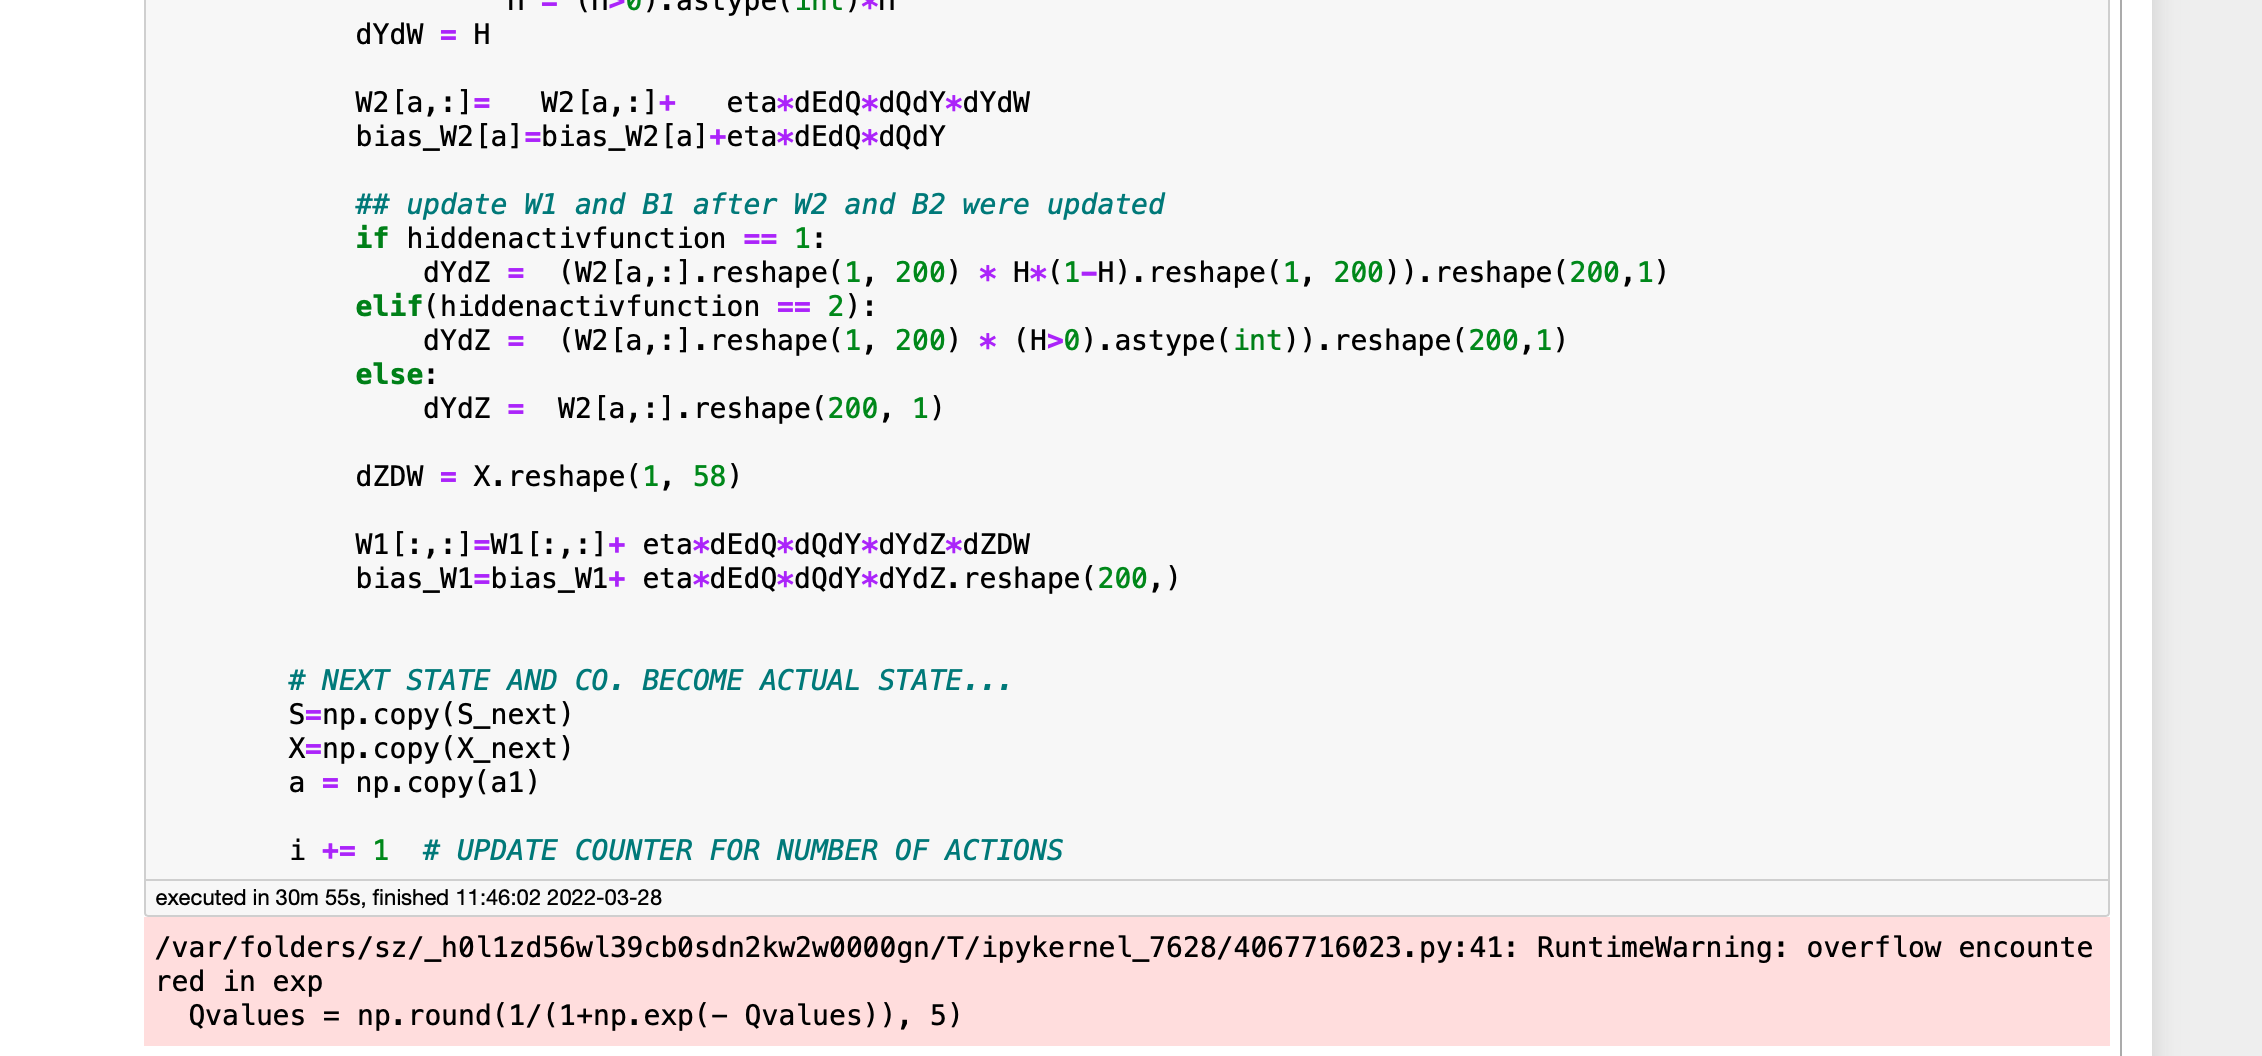 H = (H>0).astype(int)*H
dYdW = H
W2[a,:]=   W2[a,:]+   eta*dEdQ*dQdY*dYdW
bias_W2[a]=bias_W2[a]+eta*dEdQ*dQdY
## update W1 and B1 after W2 and B2 were updated
if hiddenactivfunction == 1:
dYdZ =  (W2[a,:].reshape(1, 200) * H*(1-H).reshape(1, 200)).reshape(200,1)
elif(hiddenactivfunction == 2):
dYdZ =  (W2[a,:].reshape(1, 200) * (H>0).astype(int)).reshape(200,1)
else:
dYdZ =  W2[a,:].reshape(200, 1)
dZDW = X.reshape(1, 58)
W1[:,:]=W1[:,:]+ eta*dEdQ*dQdY*dYdZ*dZDW
bias_W1=bias_W1+ eta*dEdQ*dQdY*dYdZ.reshape(200,)
# NEXT STATE AND CO. BECOME ACTUAL STATE...
S=np.copy(S_next)
X=np.copy(X_next)
a = np.copy(a1)
i += 1  # UPDATE COUNTER FOR NUMBER OF ACTIONS
executed in 30m 55s, finished 11:46:02 2022-03-28
/var/folders/sz/_h0l1zd56wl39cb0sdn2kw2w0000gn/T/ipykernel_7628/4067716023.py:41: RuntimeWarning: overflow encounte
red in exp
Qvalues = np.round(1/(1+np.exp(- Qvalues)), 5)